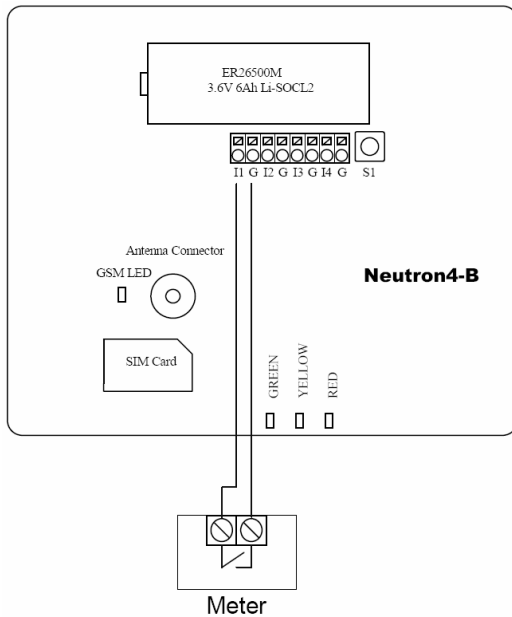 ER26500M
3.6V 6Ah Li-SOCL2
I1 G I2 G I3 G I4 G S1
Antenna Connector
GSM LED
Neutron4-B
SIM Card
GREEN
YELLOW
RED
Meter